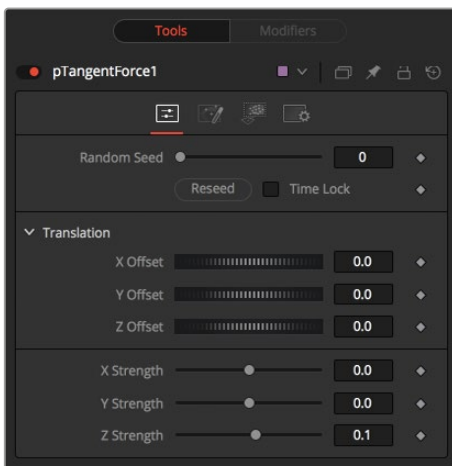 Tools Modifiers
pTangentForce1
Random Seed 0
Reseed Time Lock
Translation
X Offset 0.0
Y Offset 0.0
Z Offset 0.0
X Strength 0.0
Y Strength 0.0
Z Strength 0.1